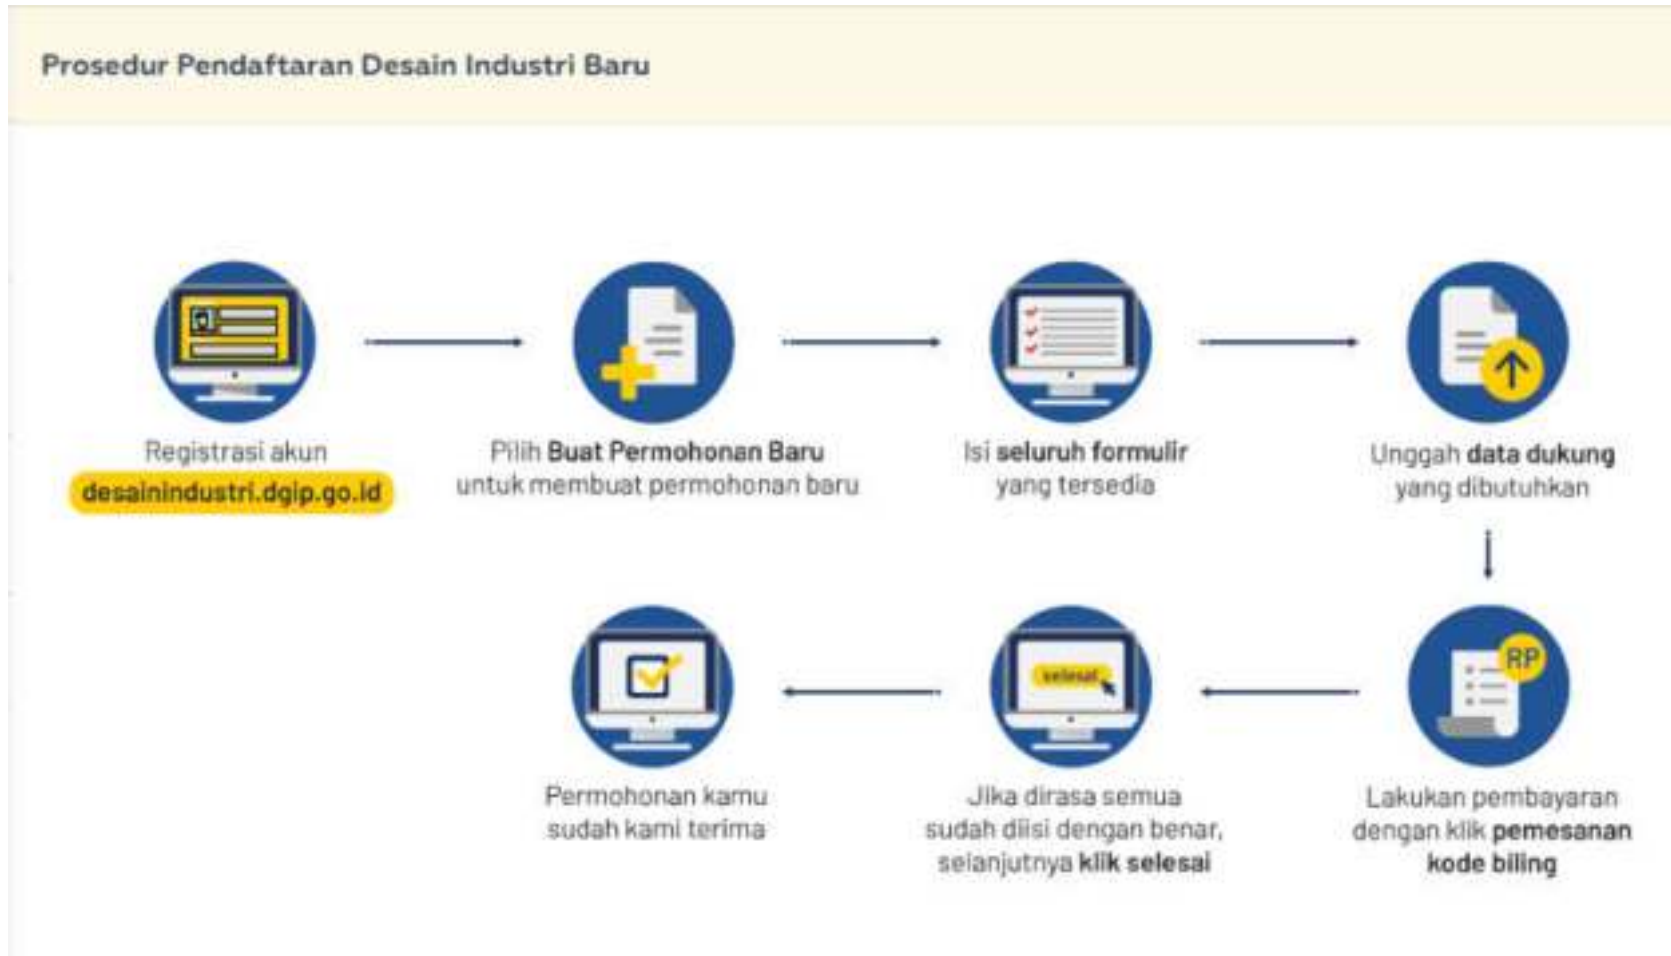 Prosedur Pendaftaran Desain Industri Baru
Registrasi akun
desainindustri.dgip.go.id
Pilih Buat Permohonan Baru
untuk membuat permohonan baru
Isi seluruh formulir
yang tersedia
Unggah data dukung
yang dibutuhkan
RP
Lakukan pembayaran
dengan klik pemesanan
kode biling
selesai
Jika dirasa semua
sudah diisi dengan benar,
selanjutnya klik selesai
Permohonan kamu
sudah kami terima